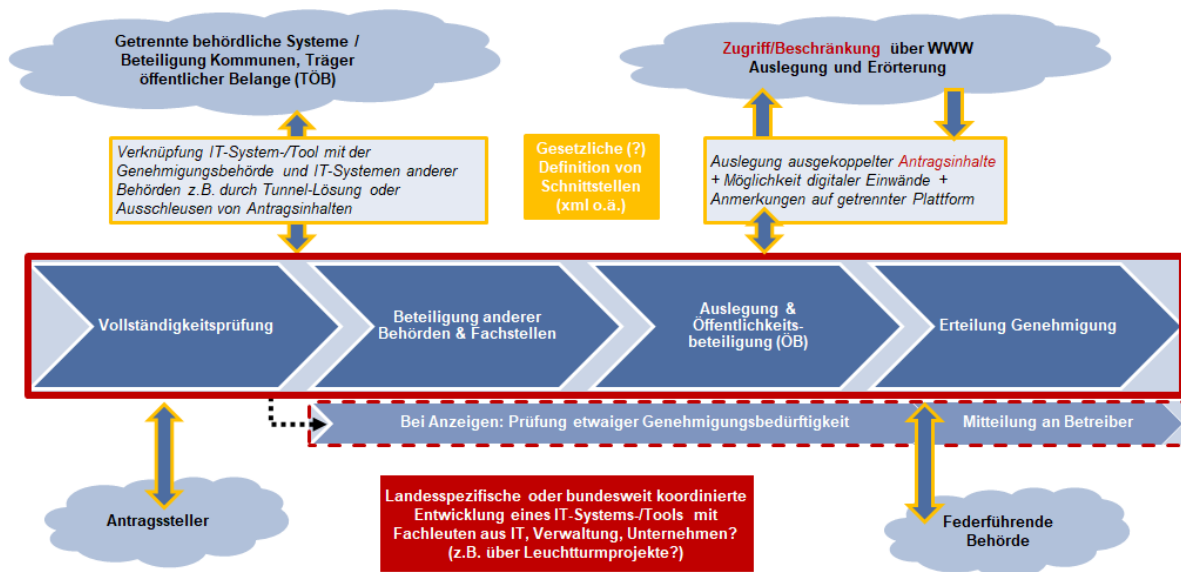 Getrennte behördliche Systeme /
Beteiligung Kommunen, Träger
öffentlicher Belange (TÖB)
Zugriff/Beschränkung über WWW
Auslegung und Erörterung
Verknüpfung IT-System-/Tool mit der
Genehmigungsbehörde und IT-Systemen anderer
Behörden z.B. durch Tunnel-Lösung oder
Ausschleusen von Antragsinhalten
Gesetzliche (?)
Definition von
Schnittstellen
(xml o.ä.)
Auslegung ausgekoppelter Antragsinhalte
+ Möglichkeit digitaler Einwände +
Anmerkungen auf getrennter Plattform
Vollständigkeitsprüfung
Beteiligung anderer
Behörden & Fachstellen
Auslegung &
Öffentlichkeits-
beteiligung (ÖB)
Erteilung Genehmigung
Bei Anzeigen: Prüfung etwaiger Genehmigungsbedürftigkeit
Mitteilung an Betreiber
Antragssteller
Landesspezifische oder bundesweit koordinierte
Entwicklung eines IT-Systems-/Tools mit
Fachleuten aus IT, Verwaltung, Unternehmen?
(z.B. über Leuchtturmprojekte?)
Federführende
Behörde